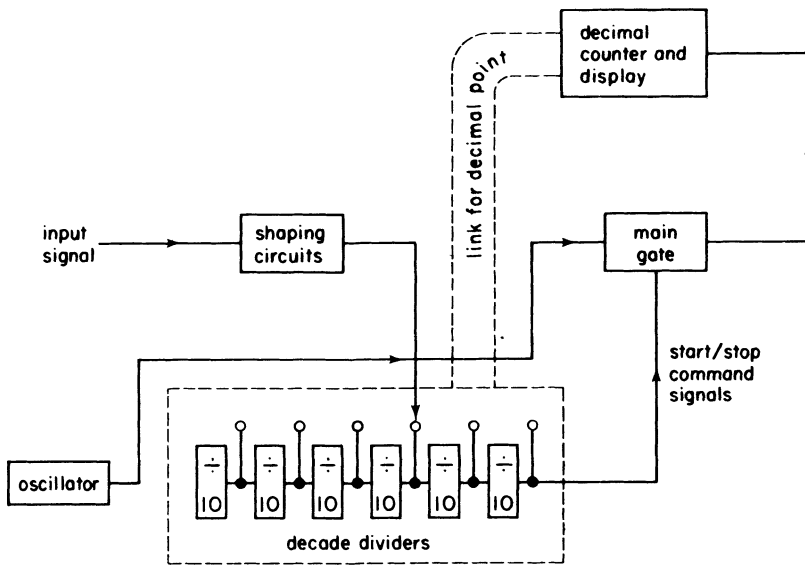 decimal
counter and
display
link for decimal point
input
signal
shaping
circuits
main
gate
start/stop
command
signals
oscillator
÷
10
÷
10
÷
10
÷
10
÷
10
÷
10
decade dividers